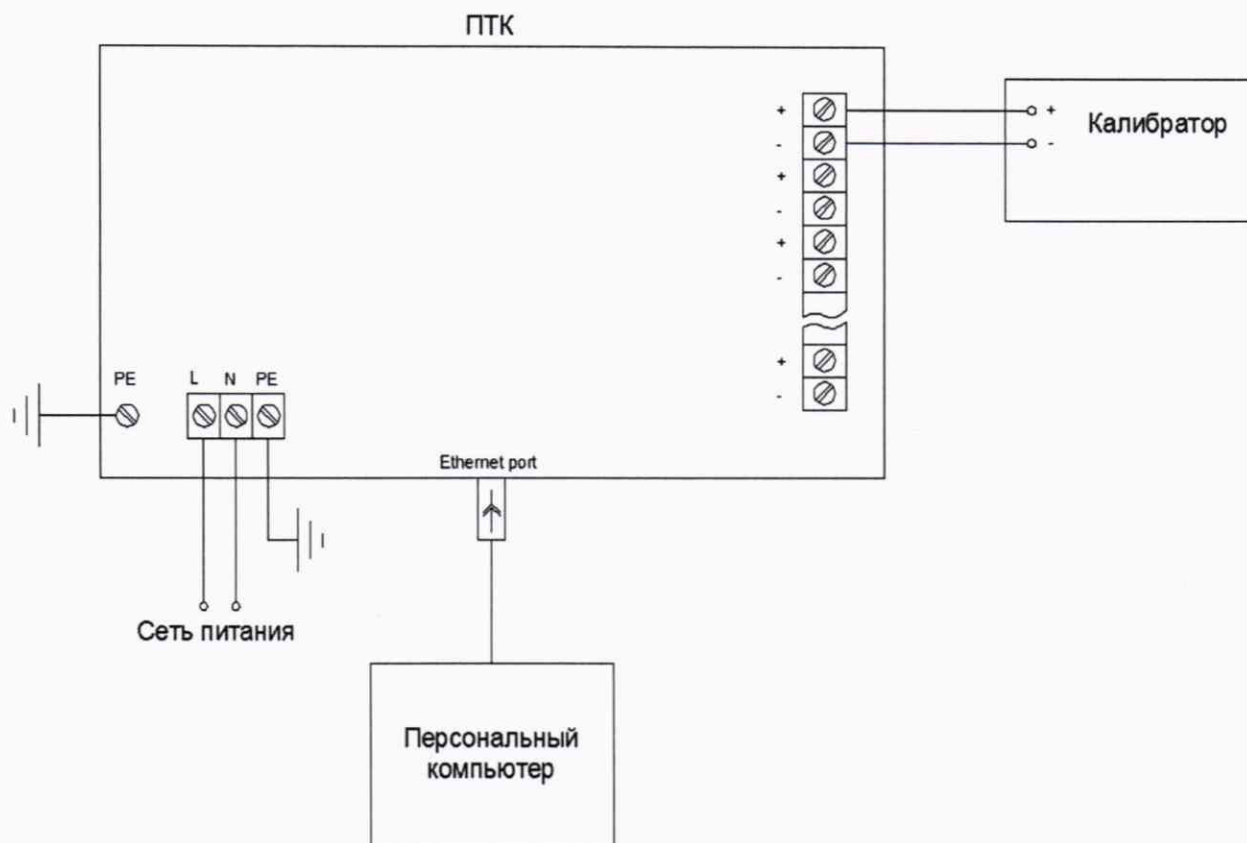 ПТК
+
-
+
-
+
-
+
-
+
-
Калибратор
PE
L N PE
Ethernet port
Сеть питания
Персональный
компьютер